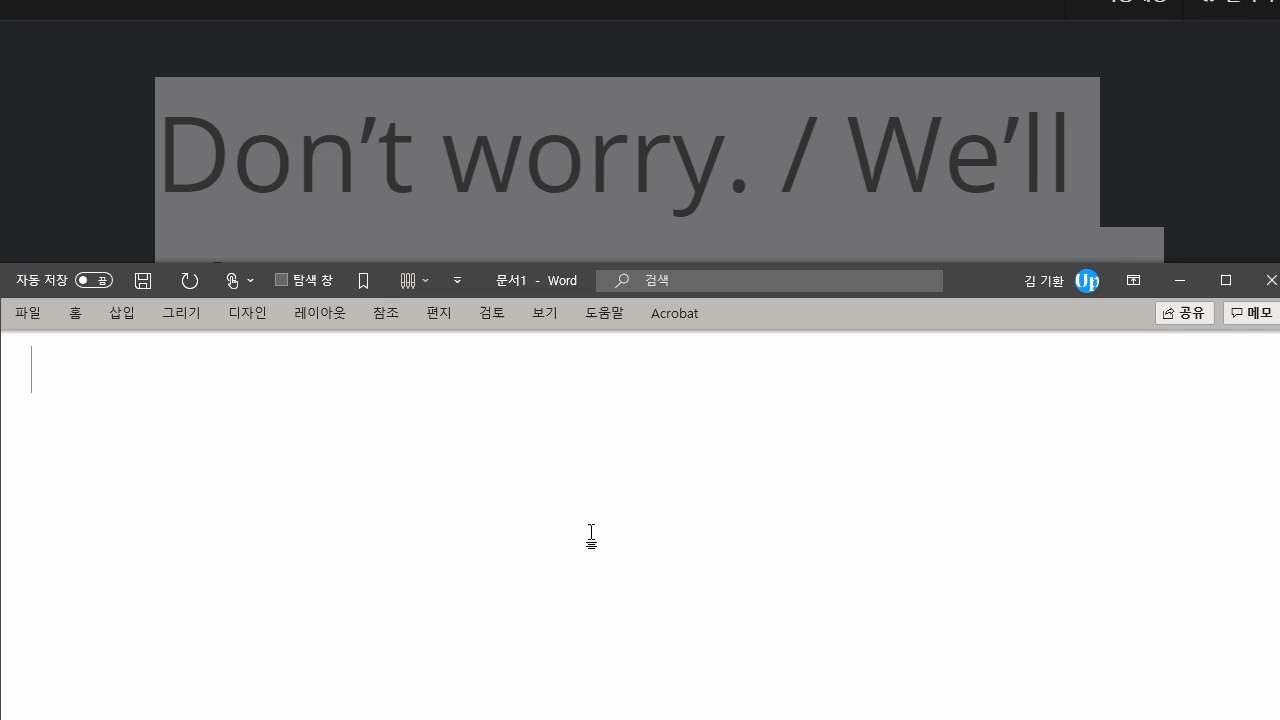 Don’t worry. / We’ll
자동 저장 끔 탐색 창 문서1 - Word 검색 김 기환 Up
파일 홈 삽입 그리기 디자인 레이아웃 참조 편지 검토 보기 도움말 Acrobat 공유 메모